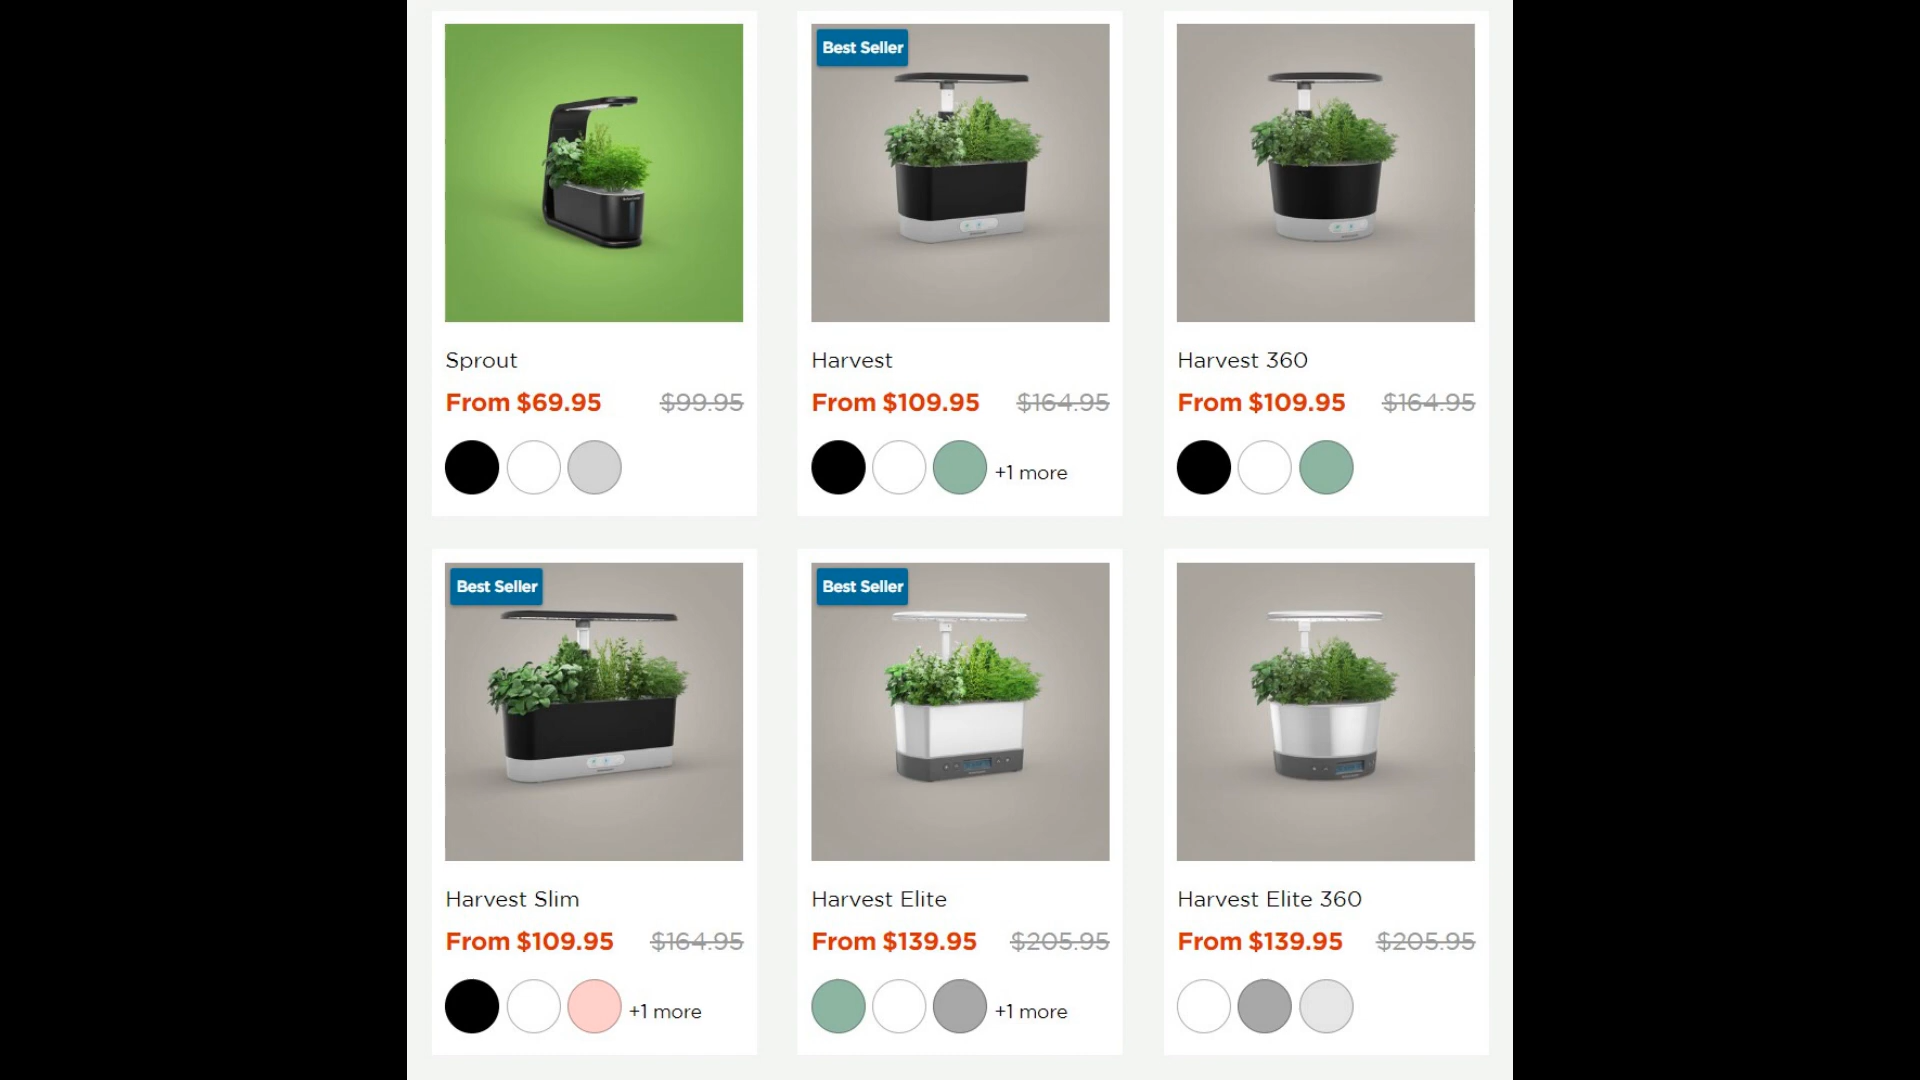 Best Seller
Sprout
From $69.95 $99.95
Harvest
From $109.95 $164.95
+1 more
Harvest 360
From $109.95 $164.95
Best Seller
Harvest Slim
From $109.95 $164.95
+1 more
Best Seller
Harvest Elite
From $139.95 $205.95
+1 more
Harvest Elite 360
From $139.95 $205.95